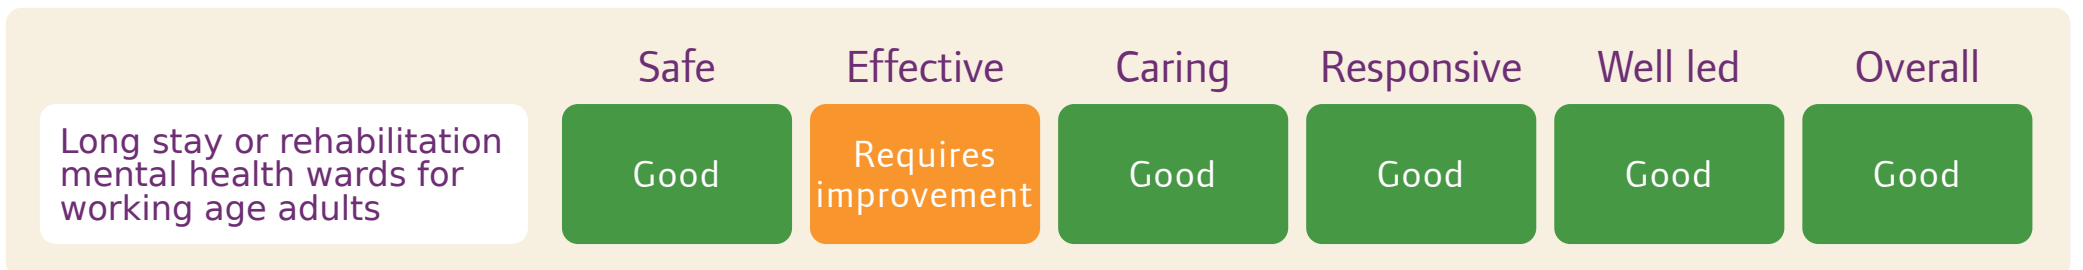 Safe Effective Caring Responsive Well led Overall
Long stay or rehabilitation
mental health wards for
working age adults
Good
Requires
improvement
Good
Good
Good
Good